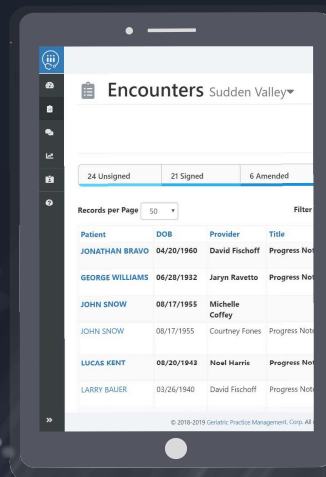 Encounters Sudden Valley
24 Unsigned 21 Signed 6 Amended
Records per Page 50 Filter
Patient DOB Provider Title
JONATHAN BRAVO 04/20/1960 David Fischoff Progress Not
GEORGE WILLIAMS 06/28/1932 Jaryn Ravetto Progress Not
JOHN SNOW 08/17/1955 Michelle
Coffey
JOHN SNOW 08/17/1955 Courtney Fones Progress Note
LUCAS KENT 08/20/1943 Noel Harris Progress Not
LARRY BAUER 03/26/1940 David Fischoff Progress Note
© 2018-2019 Geriatric Practice Management, Corp. All